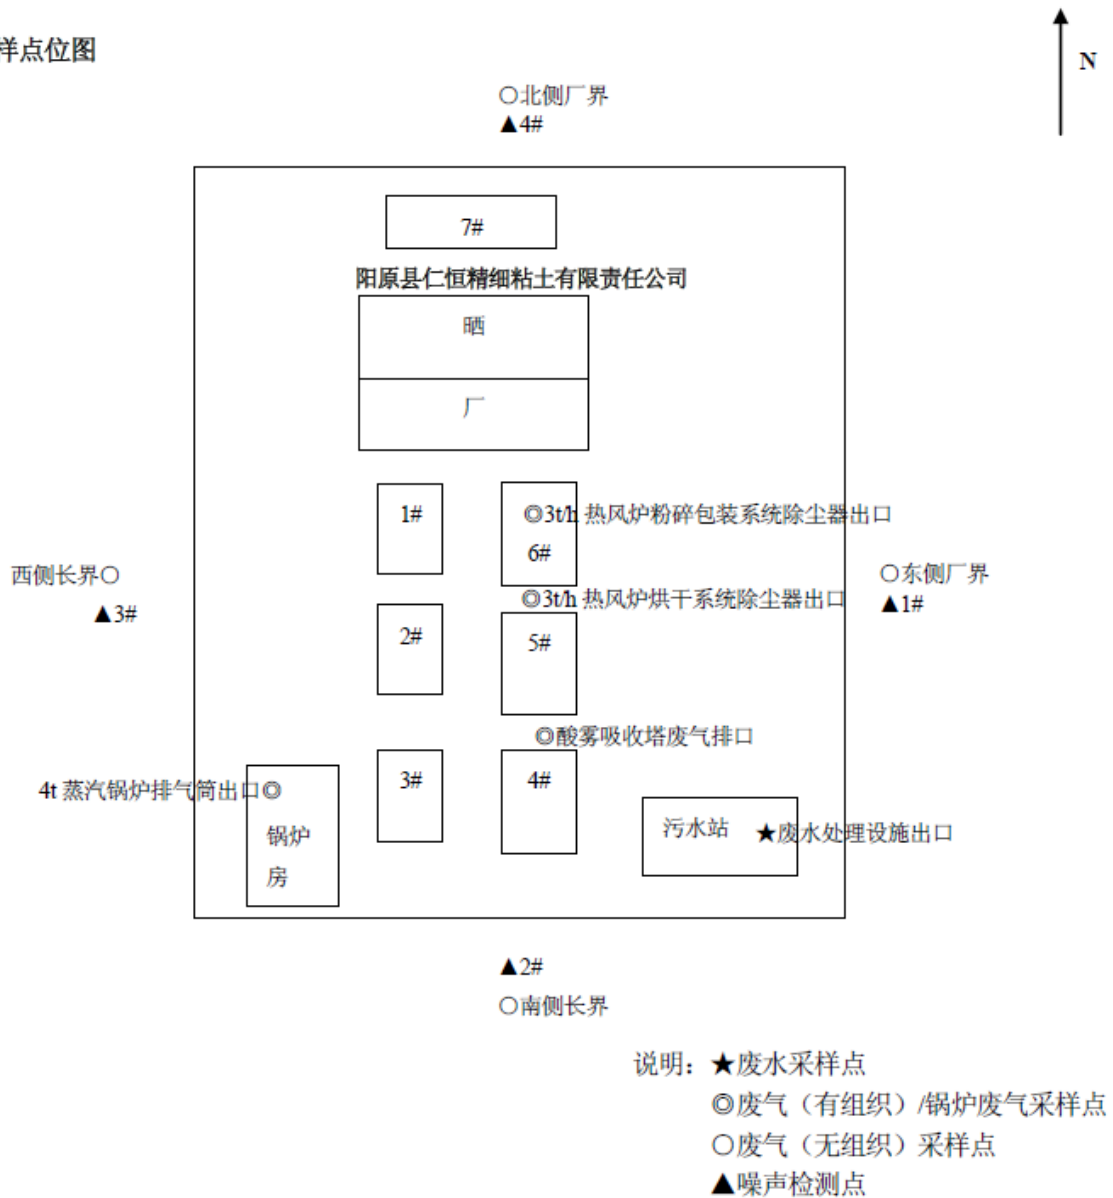 样点位图
N
○北侧厂界
▲4#
7#
阳原县仁恒精细粘土有限责任公司
晒
厂
1#
◎3t/h 热风炉粉碎包装系统除尘器出口
6#
西侧长界○
▲3#
○东侧厂界
▲1#
◎3t/h 热风炉烘干系统除尘器出口
2#
5#
◎酸雾吸收塔废气排口
4t 蒸汽锅炉排气筒出口◎
3#
4#
锅炉
房
污水站
★废水处理设施出口
▲2#
○南侧长界
说明：★废水采样点
◎废气（有组织）/锅炉废气采样点
○废气（无组织）采样点
▲噪声检测点